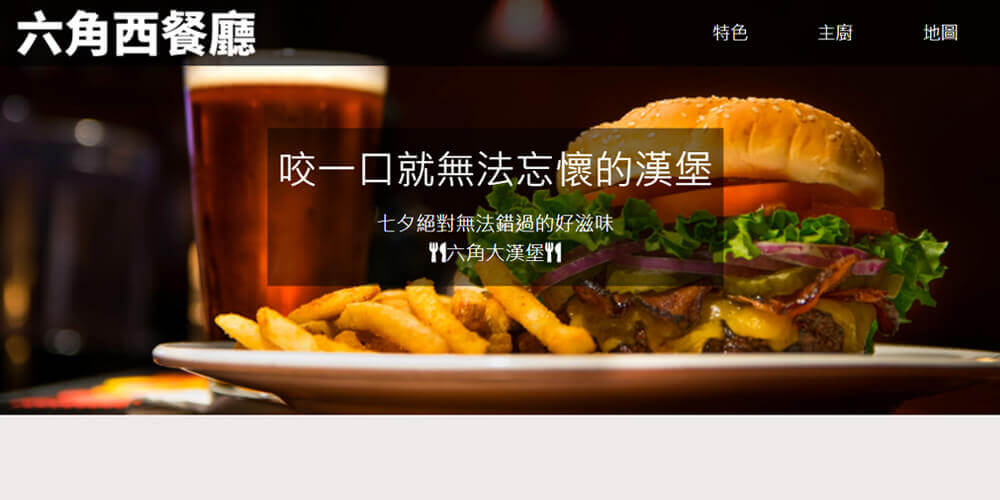 六角西餐廳
特色 主廚 地圖
咬一口就無法忘懷的漢堡
七夕絕對無法錯過的好滋味
六角大漢堡